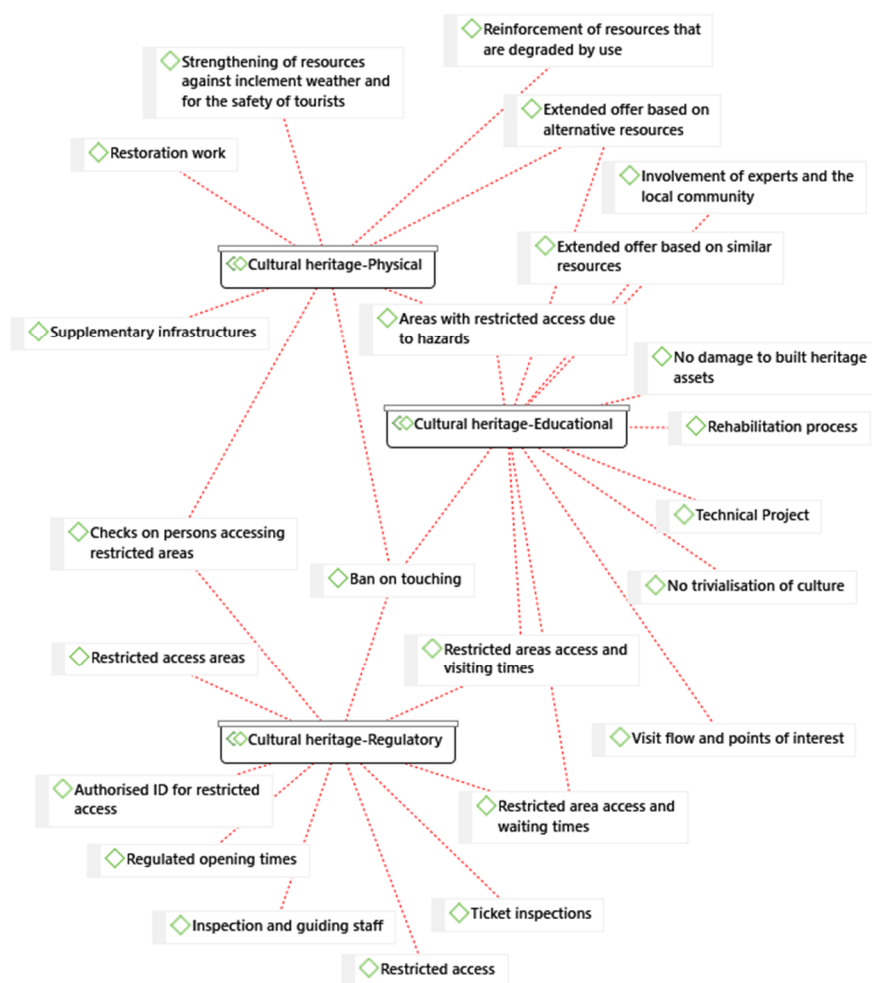 Reinforcement of resources that
are degraded by use
Strengthening of resources
against inclement weather and
for the safety of tourists
Extended offer based on
alternative resources
Restoration work
Involvement of experts and the
local community
Extended offer based on similar
resources
Cultural heritage-Physical
Areas with restricted access due
to hazards
Supplementary infrastructures
No damage to built heritage
assets
Cultural heritage-Educational
Rehabilitation process
Technical Project
Checks on persons accessing
restricted areas
Ban on touching
No trivialisation of culture
Restricted access areas
Restricted areas access and
visiting times
Cultural heritage-Regulatory
Visit flow and points of interest
Authorised ID for restricted
access
Restricted area access and
waiting times
Regulated opening times
Inspection and guiding staff
Ticket inspections
Restricted access